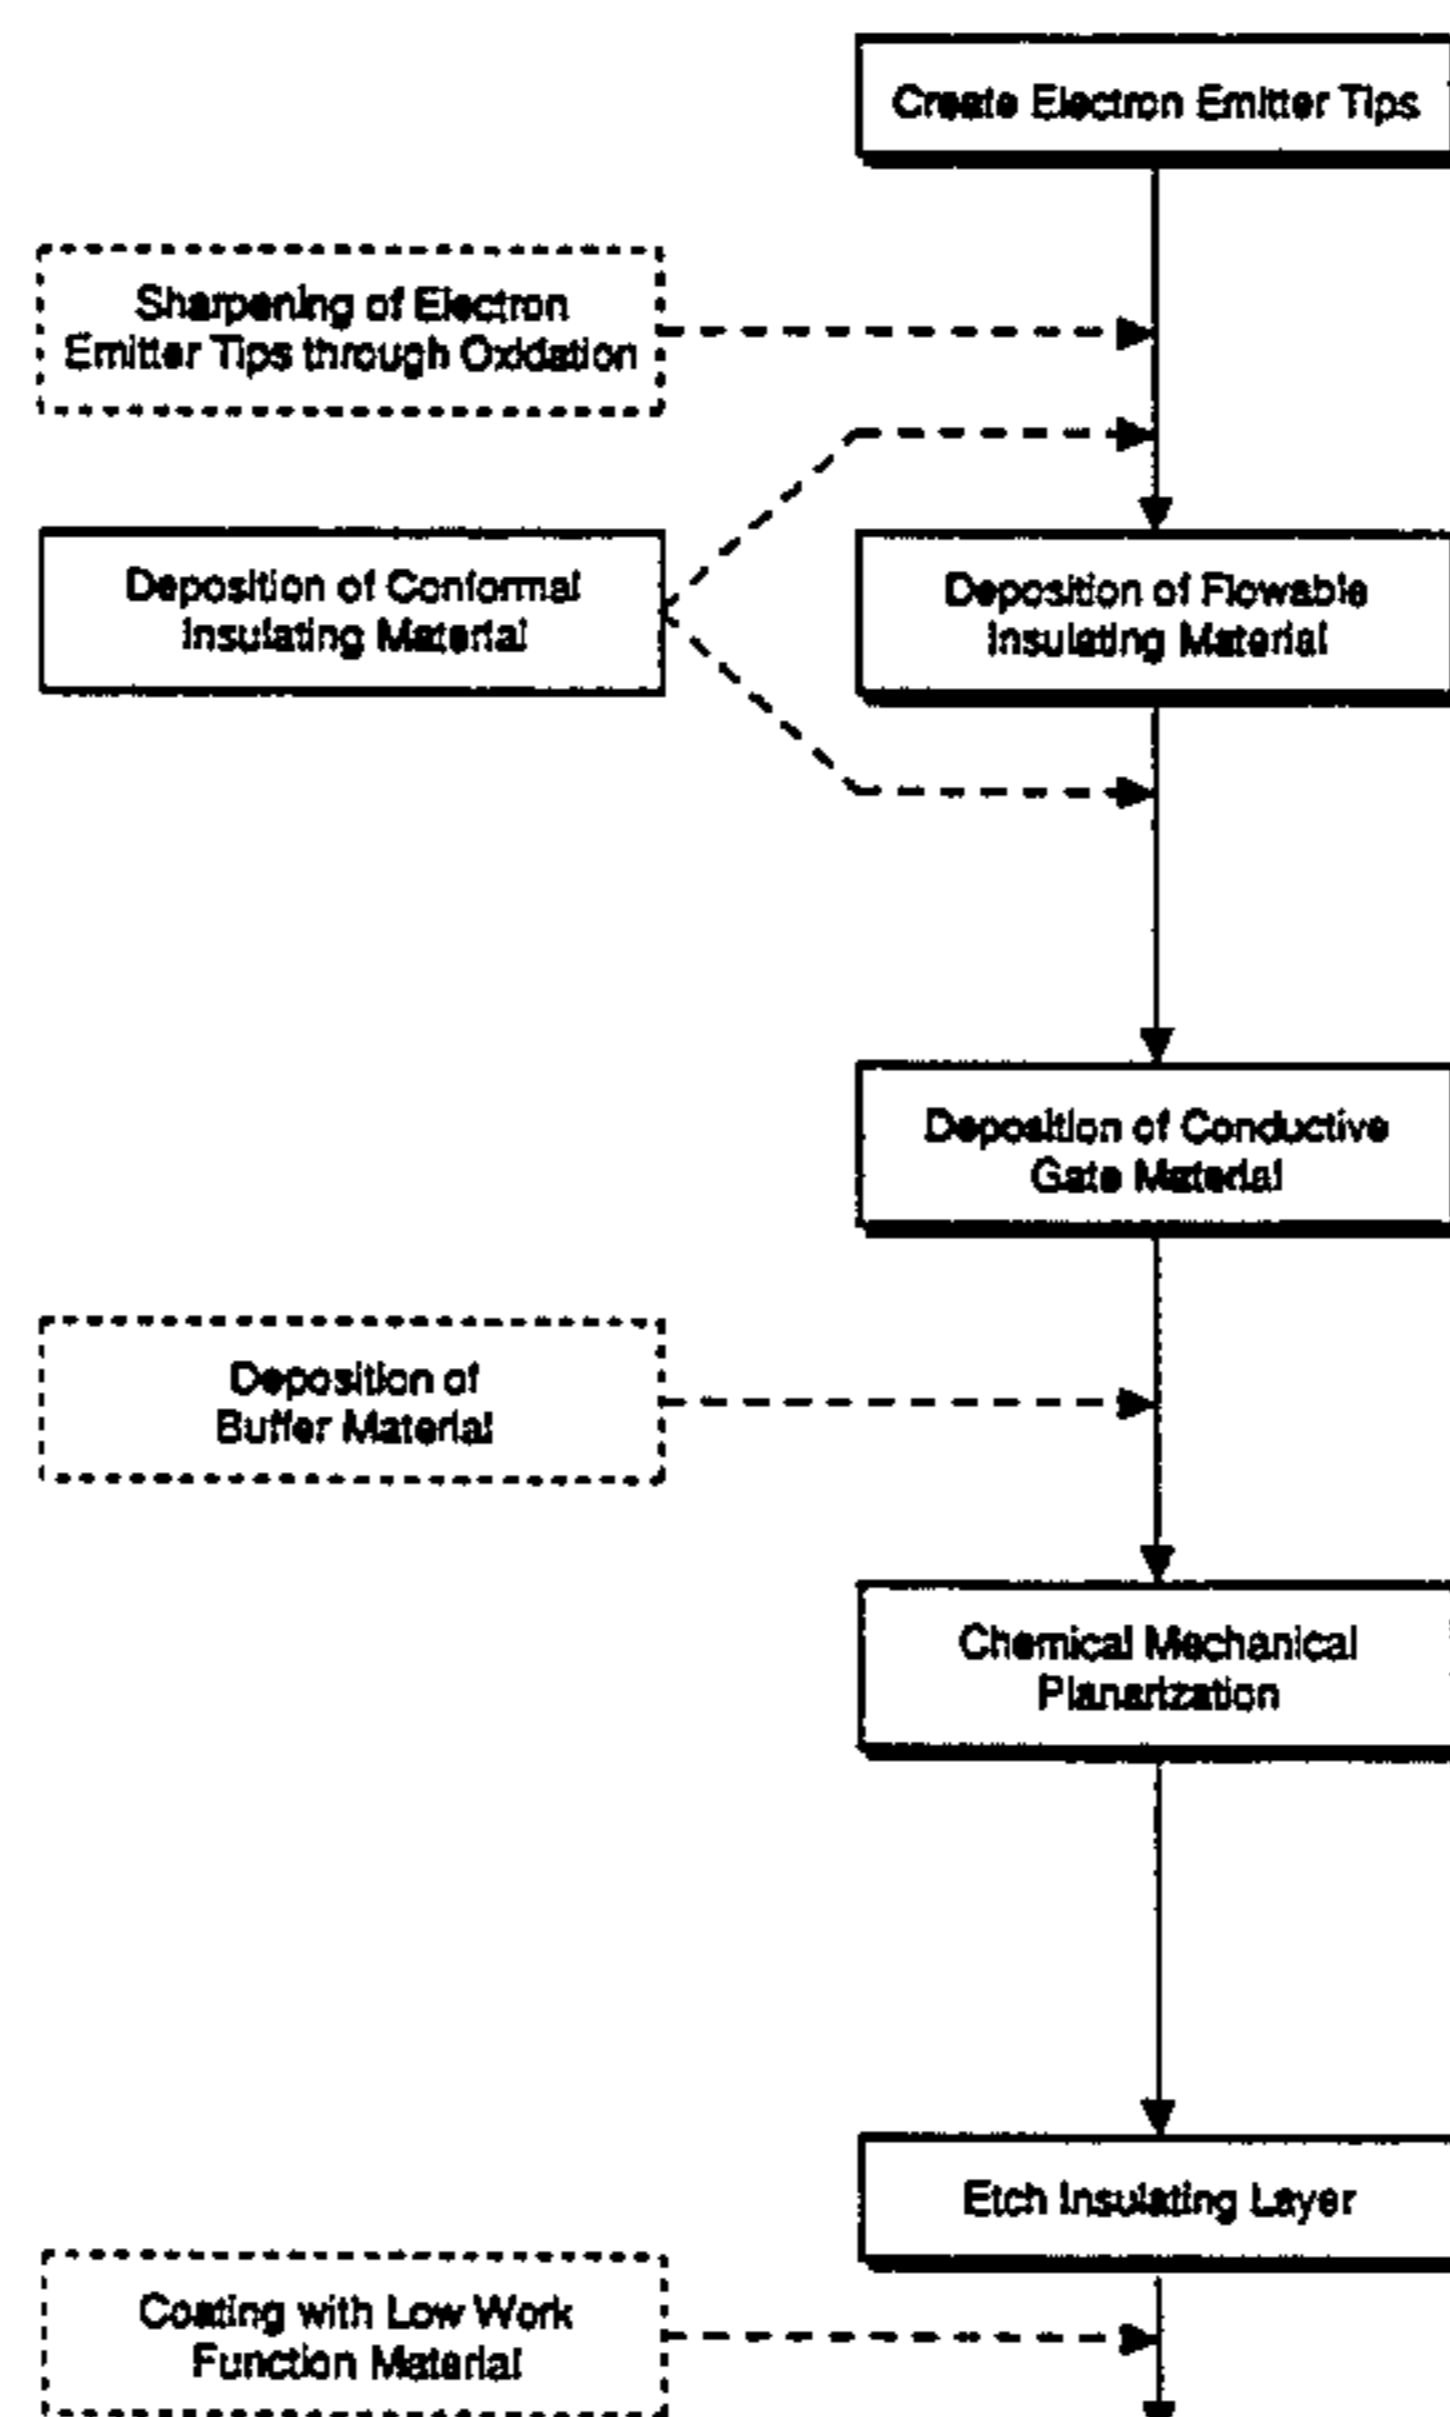 Create Electron Emitter Tips
Sharpening of Electron
Emitter Tips through Oxidation
Deposition of Conformal
Insulating Material
Deposition of Flowable
Insulating Material
Deposition of Conductive
Gate Material
Deposition of
Buffer Material
Chemical Mechanical
Planarization
Etch Insulating Layer
Coating with Low Work
Function Material